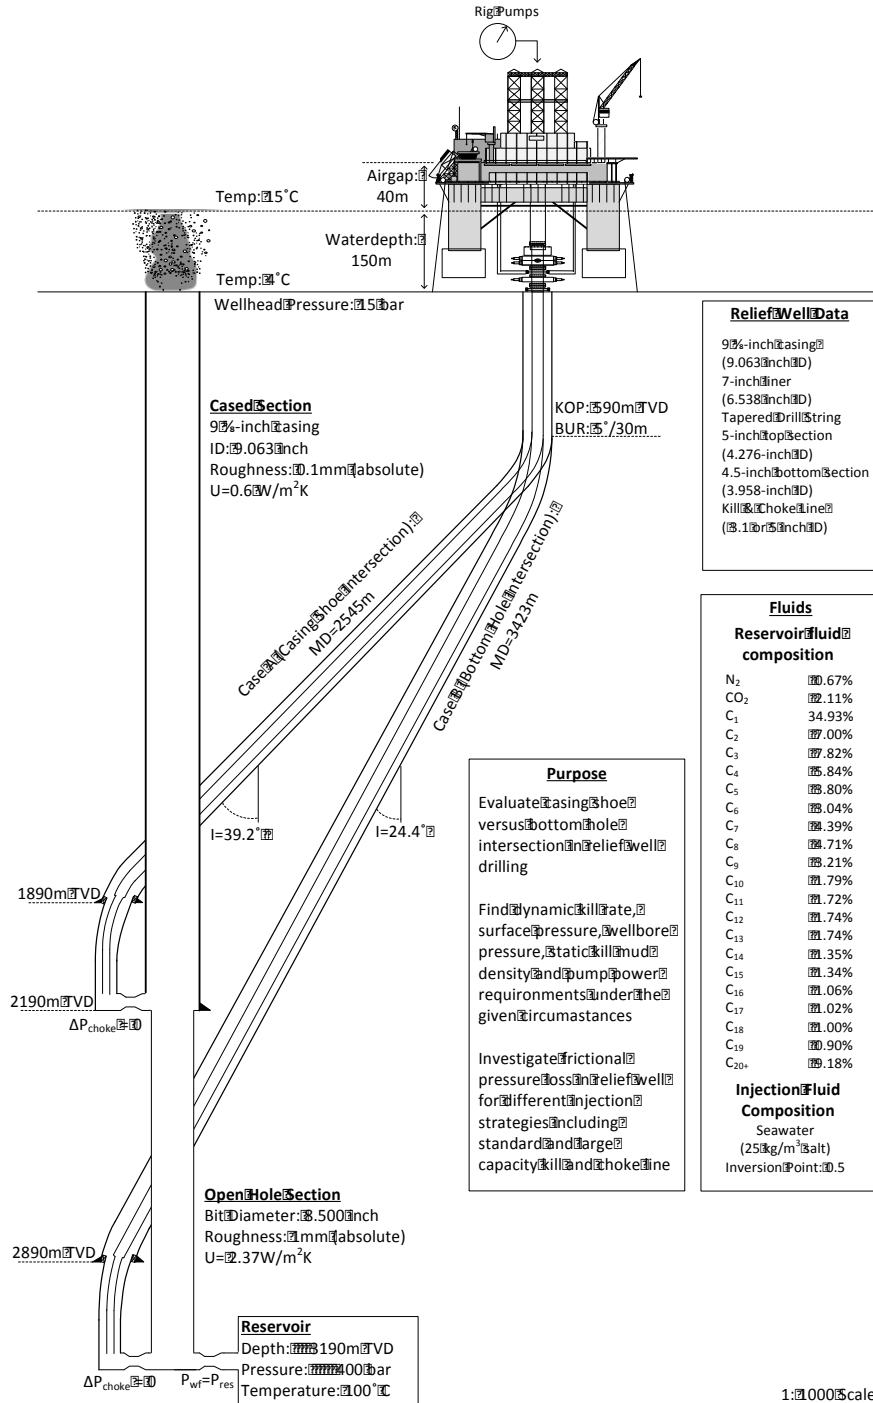 Rig Pumps
Airgap:
40m
Temp: 15˚C
Waterdepth:
150m
Temp: 4˚C
Wellhead Pressure: 15 bar
Relief Well Data
9 ⅝-inch casing
(9.063 inch ID)
7-inch liner
(6.538 inch ID)
Tapered Drill String
5-inch top section
(4.276-inch ID)
4.5-inch bottom section
(3.958-inch ID)
Kill & Choke Line
( 3.1 or 5 inch ID)
Cased Section
9 ⅝-inch casing
ID: 9.063 inch
Roughness: 0.1mm (absolute)
U=0.6 W/m²K
KOP: 590m TVD
BUR: 5˚/30m
Case A (Casing Shoe Intersection):
MD=2545m
Case B (Bottom Hole Intersection):
MD=3423m
I=39.2˚
I=24.4˚
1890m TVD
2190m TVD
ΔPchoke = 0
Purpose
Evaluate casing shoe
versus bottom hole
intersection in relief well
drilling
Find dynamic kill rate,
surface pressure, wellbore
pressure, static kill mud
density and pump power
requirements under the
given circumastances
Investigate frictional
pressure loss in relief well
for different injection
strategies including
standard and large
capacity kill and choke line
Fluids
Reservoir fluid
composition
N₂ 0.67%
CO₂ 2.11%
C₁ 34.93%
C₂ 7.00%
C₃ 7.82%
C₄ 5.84%
C₅ 3.80%
C₆ 3.04%
C₇ 4.39%
C₈ 4.71%
C₉ 3.21%
C₁₀ 1.79%
C₁₁ 1.72%
C₁₂ 1.74%
C₁₃ 1.74%
C₁₄ 1.35%
C₁₅ 1.34%
C₁₆ 1.06%
C₁₇ 1.02%
C₁₈ 1.00%
C₁₉ 0.90%
C₂₀₊ 9.18%
Injection Fluid
Composition
Seawater
(25 kg/m³ salt)
Inversion Point: 0.5
Open Hole Section
Bit Diameter: 8.500 inch
Roughness: 1mm (absolute)
U= 2.37W/m²K
2890m TVD
ΔPchoke = 0
Pwf=Pres
Reservoir
Depth: 3190m TVD
Pressure: 400 bar
Temperature: 100˚ C
1: 1000 Scale